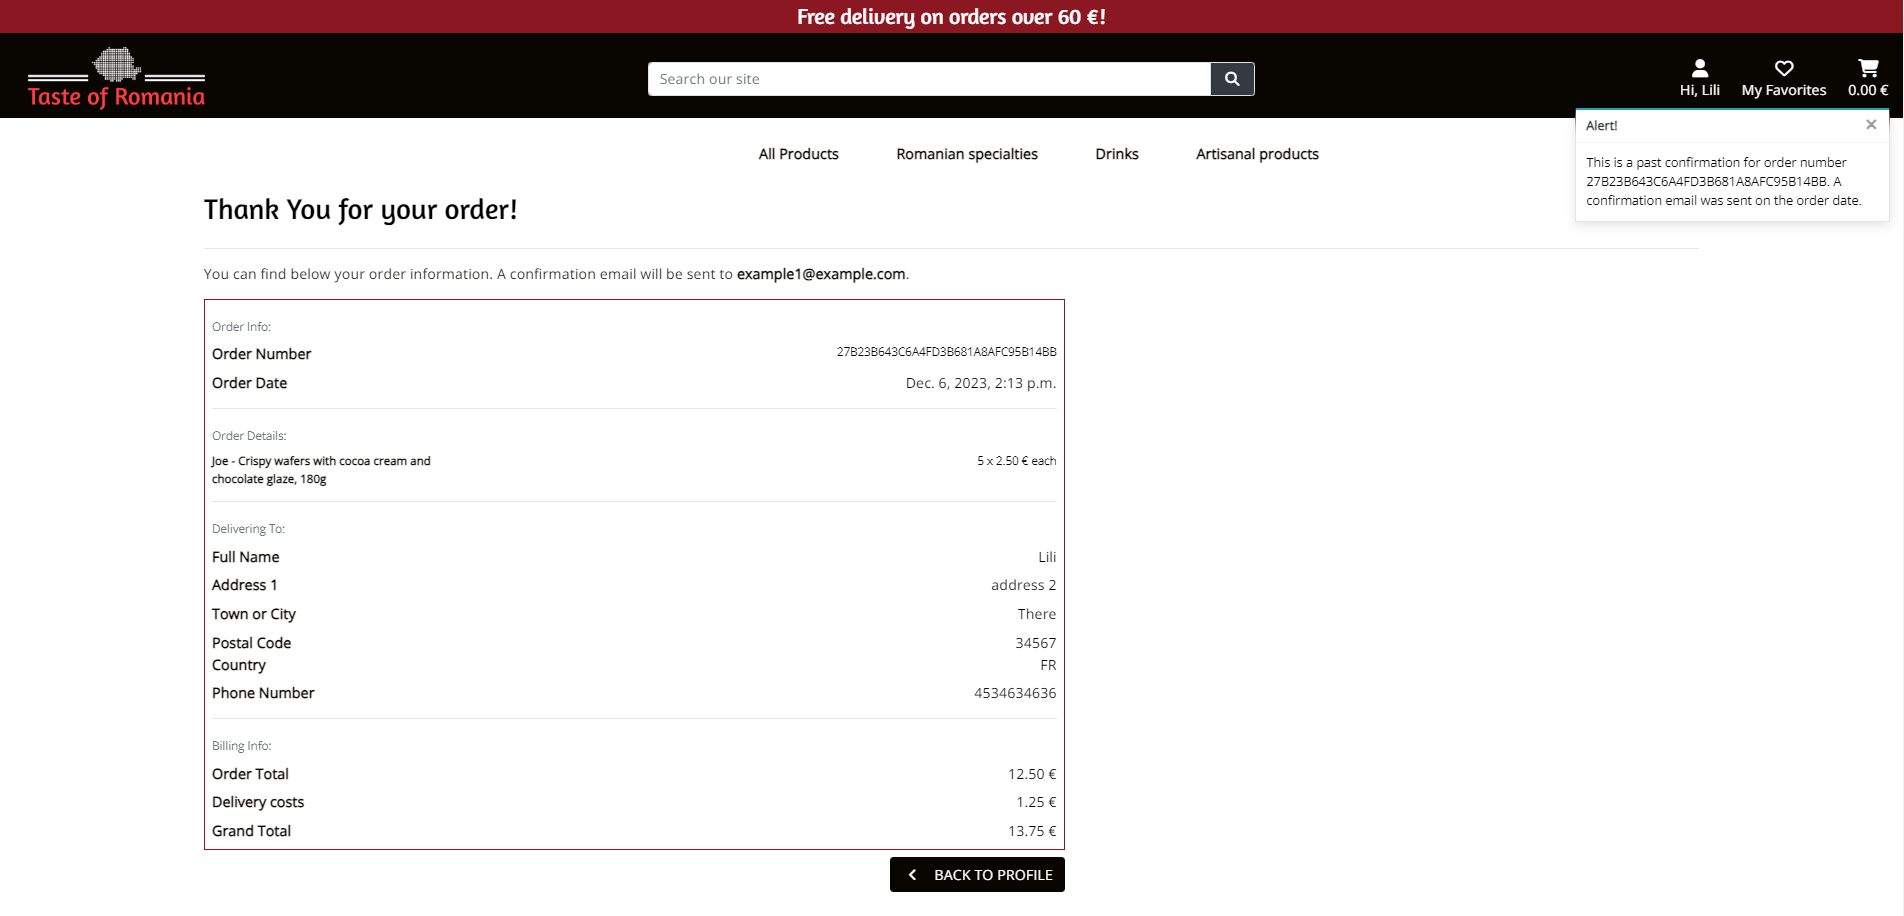 Free delivery on orders over 60 €!
Taste of Romania
Search our site
Hi, Lili
My Favorites
0.00 €
Alert!
×
This is a past confirmation for order number
27B23B643C6A4FD3B681A8AFC95B14BB. A
confirmation email was sent on the order date.
All Products
Romanian specialties
Drinks
Artisanal products
Thank You for your order!
You can find below your order information. A confirmation email will be sent to example1@example.com.
Order Info:
Order Number 27B23B643C6A4FD3B681A8AFC95B14BB
Order Date Dec. 6, 2023, 2:13 p.m.
Order Details:
Joe - Crispy wafers with cocoa cream and 5 x 2.50 € each
chocolate glaze, 180g
Delivering To:
Full Name Lili
Address 1 address 2
Town or City There
Postal Code 34567
Country FR
Phone Number 4534634636
Billing Info:
Order Total 12.50 €
Delivery costs 1.25 €
Grand Total 13.75 €
BACK TO PROFILE